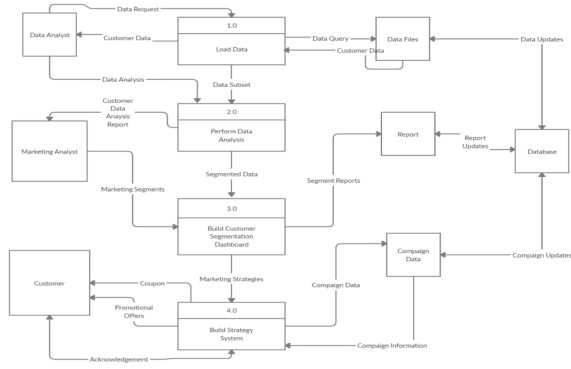 Data Request
1.0
Data Analyst
Customer Data
Load Data
Data Query
Customer Data
Data Files
Data Updates
Data Analysis
Data Subset
Customer
Data
Anaysis
Report
2.0
Perform Data
Analysis
Marketing Analyst
Report
Report
Updates
Database
Segmented Data
Segment Reports
Marketing Segments
3.0
Build Customer
Segmentation
Dashboard
Customer
Coupon
Marketing Strategies
Compaign Data
Compaign
Data
Compaign Updates
Promotional
Offers
4.0
Build Strategy
System
Compaign Information
Acknowledgement